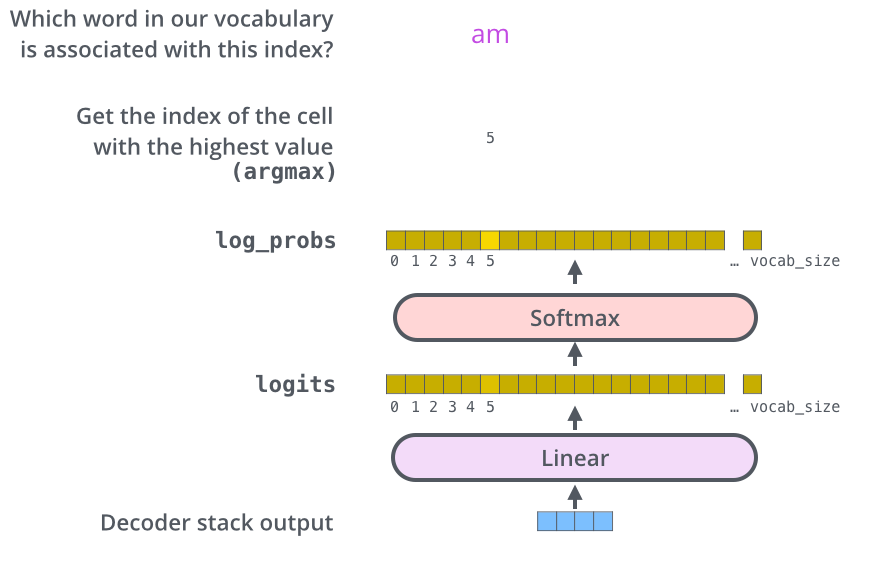 Which word in our vocabulary
is associated with this index?
am
Get the index of the cell
with the highest value
(argmax)
5
log_probs
0 1 2 3 4 5 … vocab_size
Softmax
logits
0 1 2 3 4 5 … vocab_size
Linear
Decoder stack output